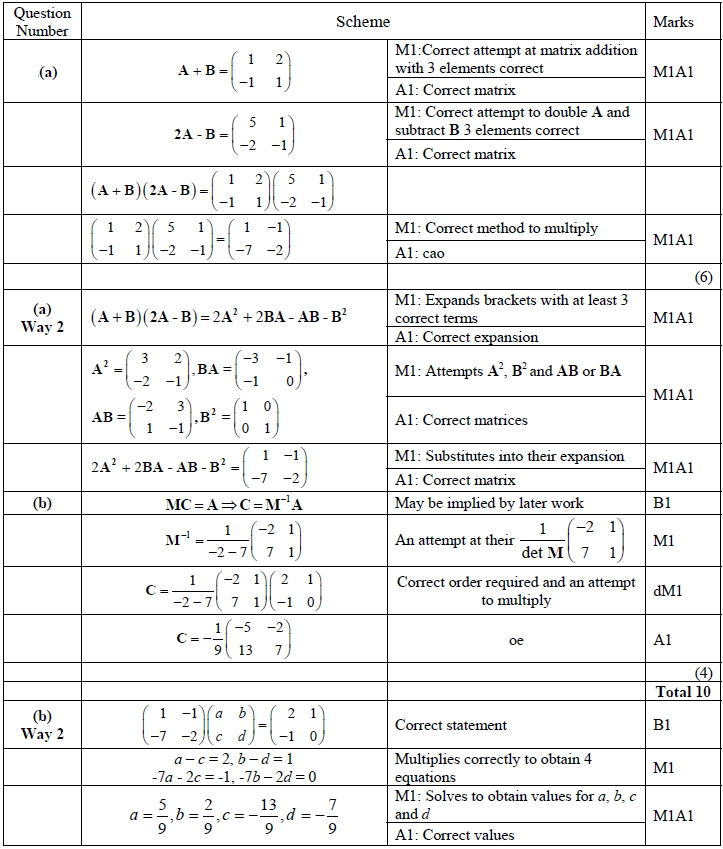 Question Number Scheme Marks
(a) A + B = ( 1 2 ; −1 1 ) M1:Correct attempt at matrix addition with 3 elements correct M1A1
A1: Correct matrix
2A - B = ( 5 1 ; −2 −1 ) M1: Correct attempt to double A and subtract B 3 elements correct M1A1
A1: Correct matrix
(A + B)(2A - B) = ( 1 2 ; −1 1 )( 5 1 ; −2 −1 )
( 1 2 ; −1 1 )( 5 1 ; −2 −1 ) = ( 1 −1 ; −7 −2 ) M1: Correct method to multiply M1A1
A1: cao
(6)
(a) Way 2 (A + B)(2A - B) = 2A² + 2BA - AB - B² M1: Expands brackets with at least 3 correct terms M1A1
A1: Correct expansion
A² = ( 3 2 ; −2 −1 ), BA = ( −3 −1 ; −1 0 ), M1: Attempts A², B² and AB or BA M1A1
AB = ( −2 3 ; 1 −1 ), B² = ( 1 0 ; 0 1 ) A1: Correct matrices
2A² + 2BA - AB - B² = ( 1 −1 ; −7 −2 ) M1: Substitutes into their expansion M1A1
A1: Correct matrix
(b) MC = A ⇒ C = M⁻¹A May be implied by later work B1
M⁻¹ = 1/(−2 − 7) ( −2 1 ; 7 1 ) An attempt at their 1/det M ( −2 1 ; 7 1 ) M1
C = 1/(−2 − 7) ( −2 1 ; 7 1 )( 2 1 ; −1 0 ) Correct order required and an attempt to multiply dM1
C = −1/9 ( −5 −2 ; 13 7 ) oe A1
(4)
Total 10
(b) Way 2 ( 1 −1 ; −7 −2 )( a b ; c d ) = ( 2 1 ; −1 0 ) Correct statement B1
a − c = 2, b − d = 1 Multiplies correctly to obtain 4 equations M1
-7a - 2c = -1, -7b − 2d = 0
a = 5/9, b = 2/9, c = −13/9, d = −7/9 M1: Solves to obtain values for a, b, c and d M1A1
A1: Correct values